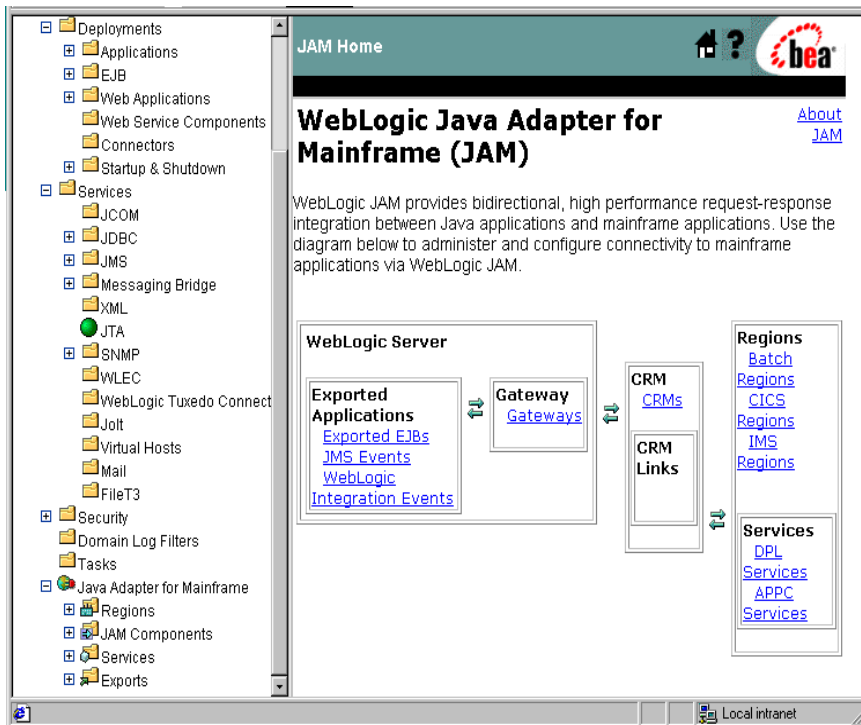 Deployments
Applications
EJB
Web Applications
Web Service Components
Connectors
Startup & Shutdown
Services
JCOM
JDBC
JMS
Messaging Bridge
XML
JTA
SNMP
WLEC
WebLogic Tuxedo Connect
Jolt
Virtual Hosts
Mail
FileT3
Security
Domain Log Filters
Tasks
Java Adapter for Mainframe
Regions
JAM Components
Services
Exports
JAM Home
?
bea
WebLogic Java Adapter for
Mainframe (JAM)
About
JAM
WebLogic JAM provides bidirectional, high performance request-response
integration between Java applications and mainframe applications. Use the
diagram below to administer and configure connectivity to mainframe
applications via WebLogic JAM.
WebLogic Server
Exported
Applications
Exported EJBs
JMS Events
WebLogic
Integration Events
Gateway
Gateways
CRM
CRMs
CRM
Links
Regions
Batch
Regions
CICS
Regions
IMS
Regions
Services
DPL
Services
APPC
Services
Local intranet